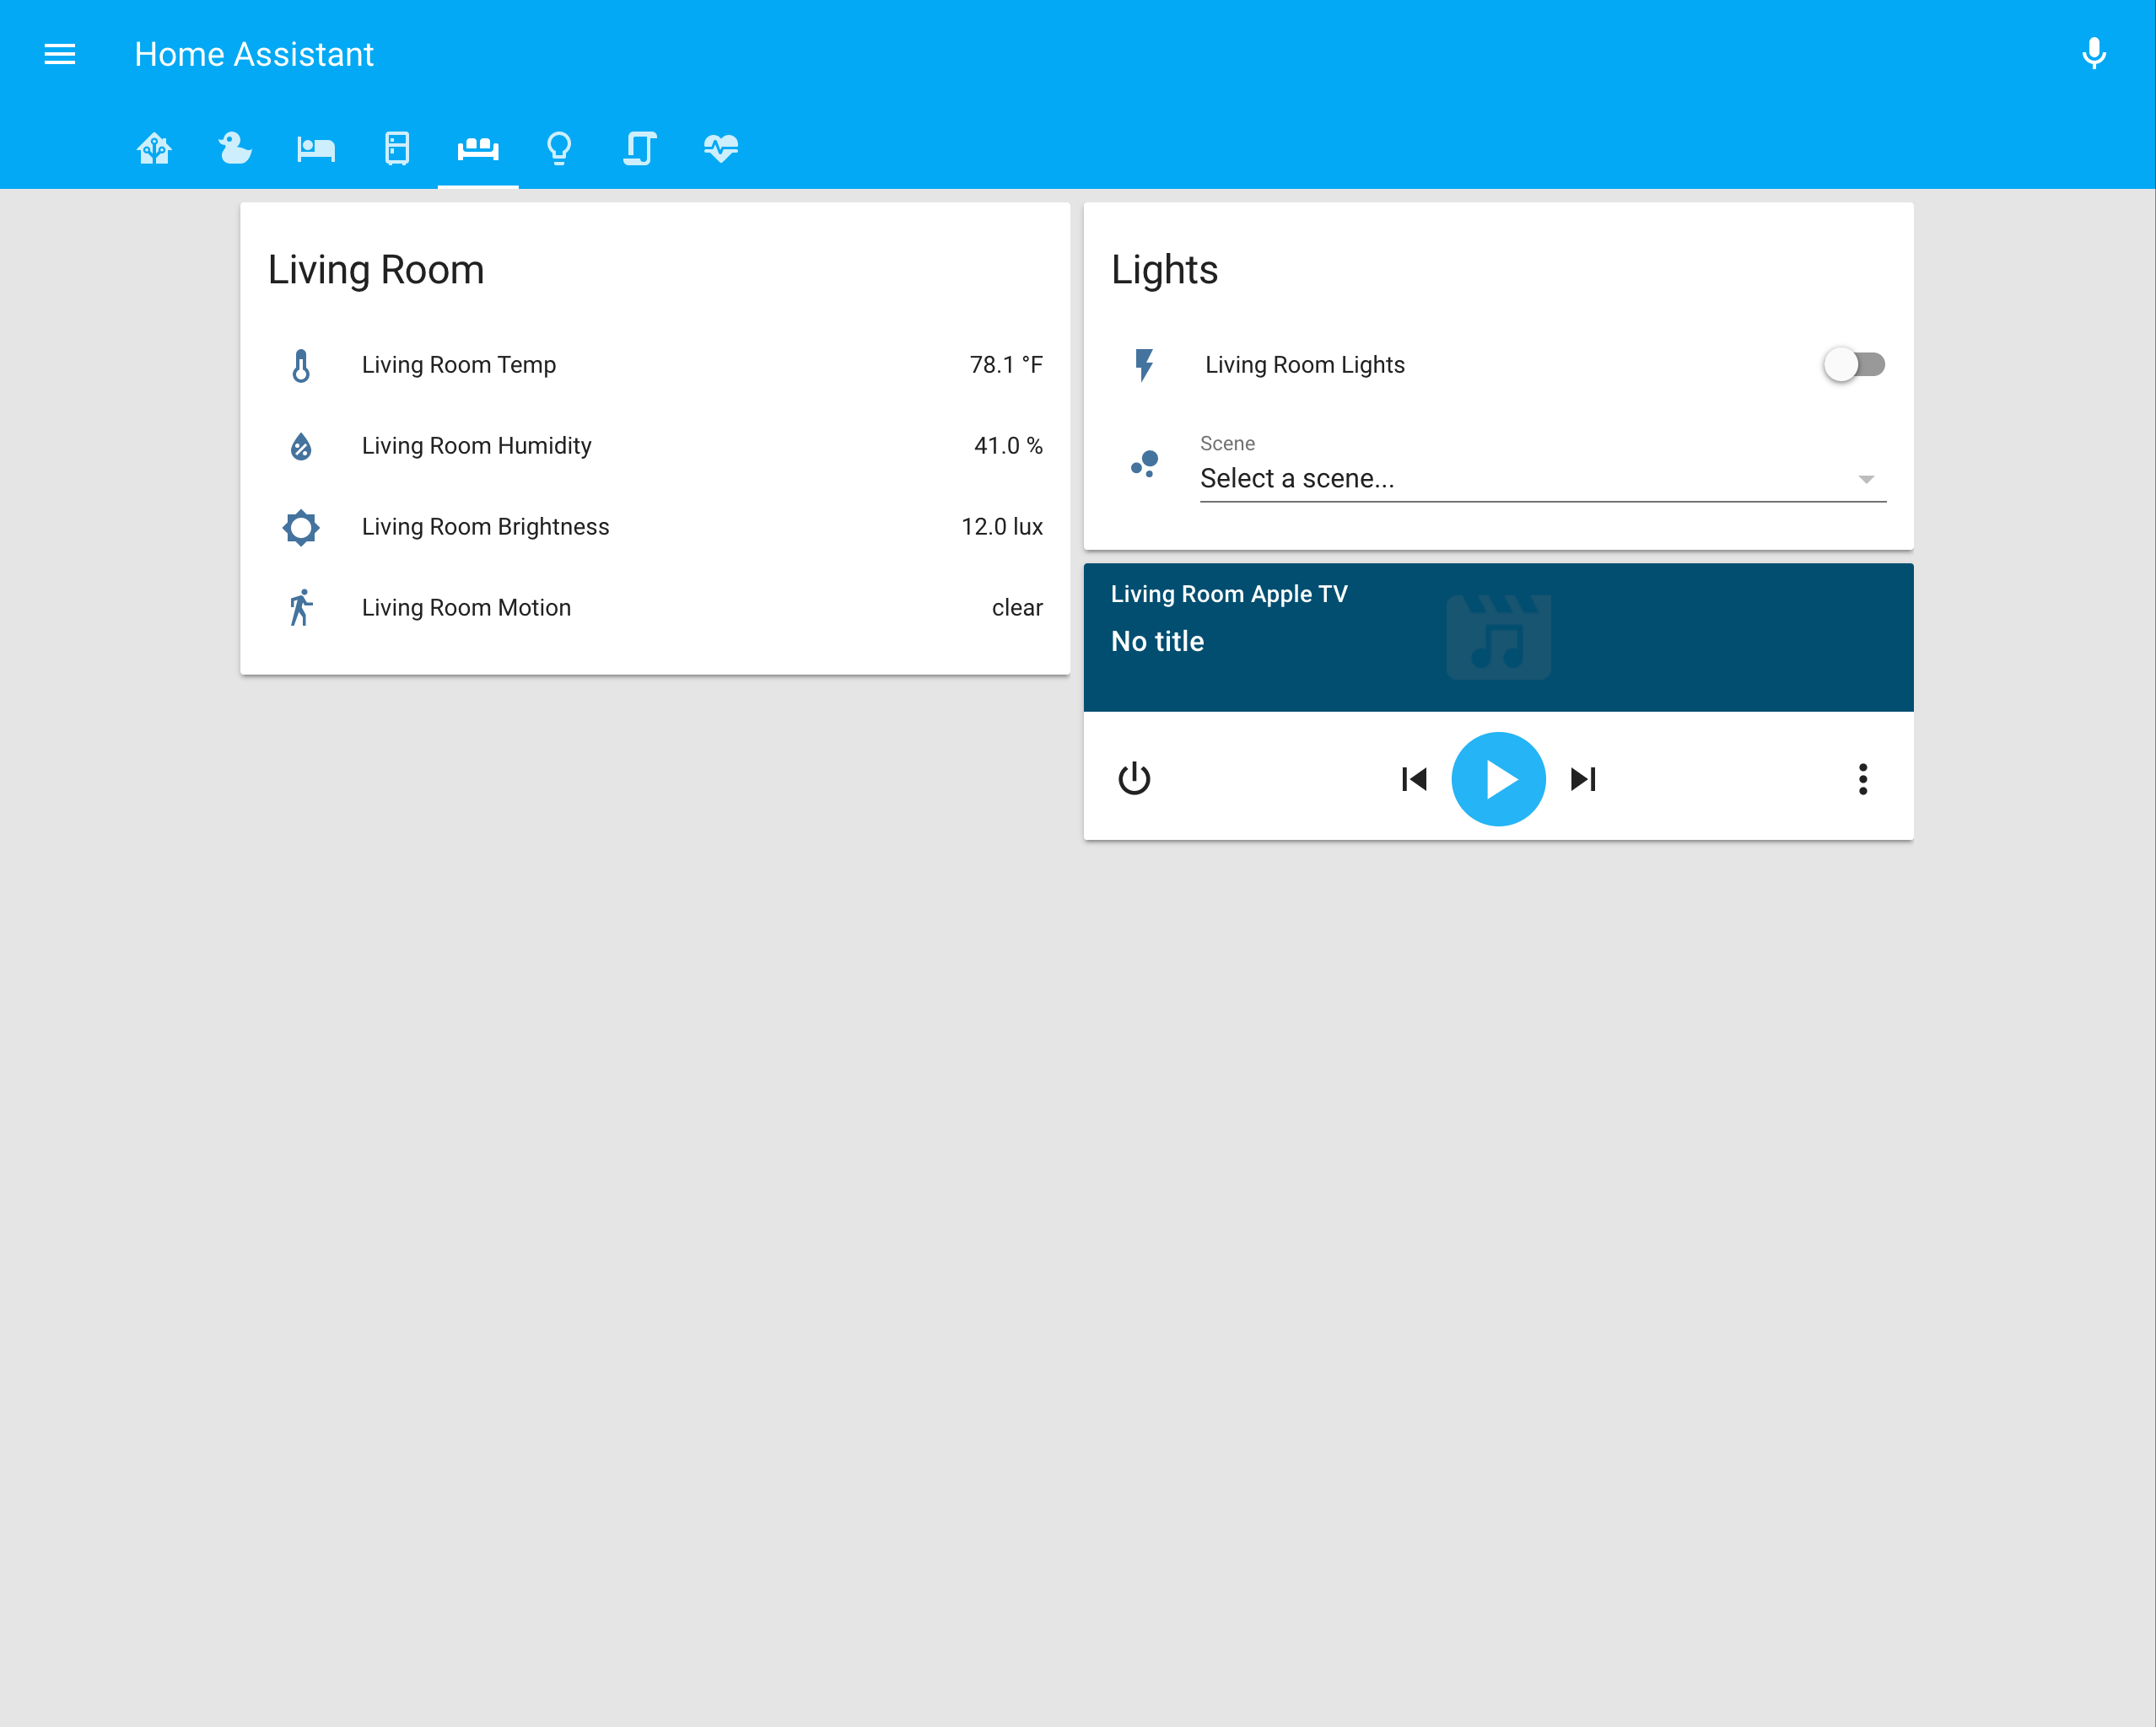 Home Assistant
Living Room
Living Room Temp 78.1 °F
Living Room Humidity 41.0 %
Living Room Brightness 12.0 lux
Living Room Motion clear
Lights
Living Room Lights
Scene
Select a scene...
Living Room Apple TV
No title